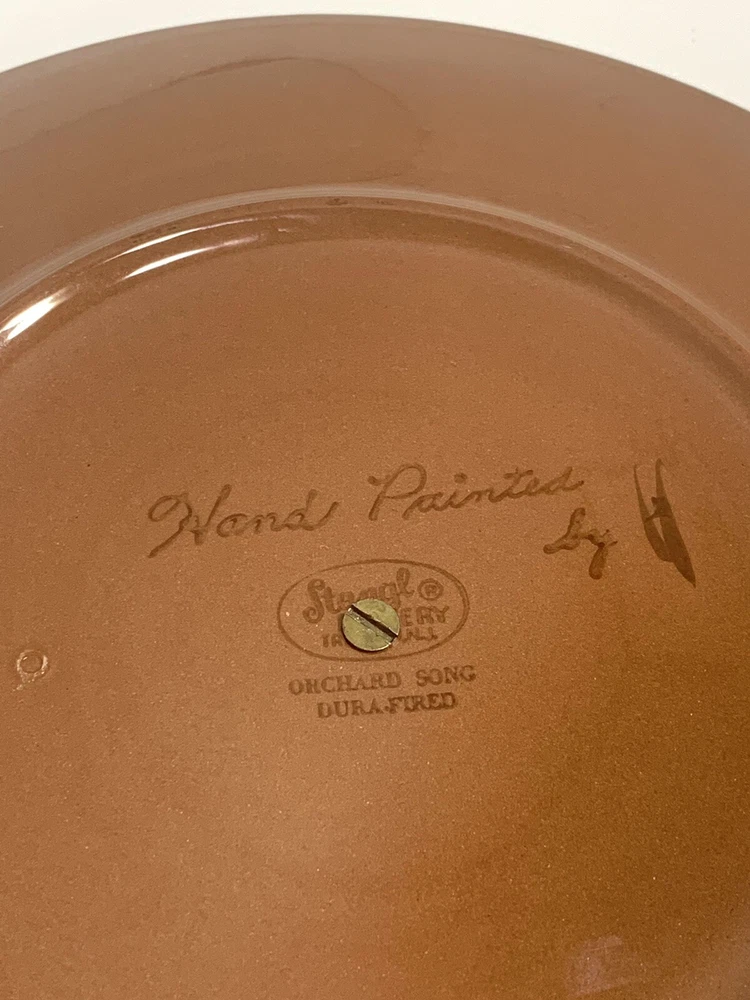 Hand Painted
by
Stangl ®
ORCHARD SONG
DURA-FIRED